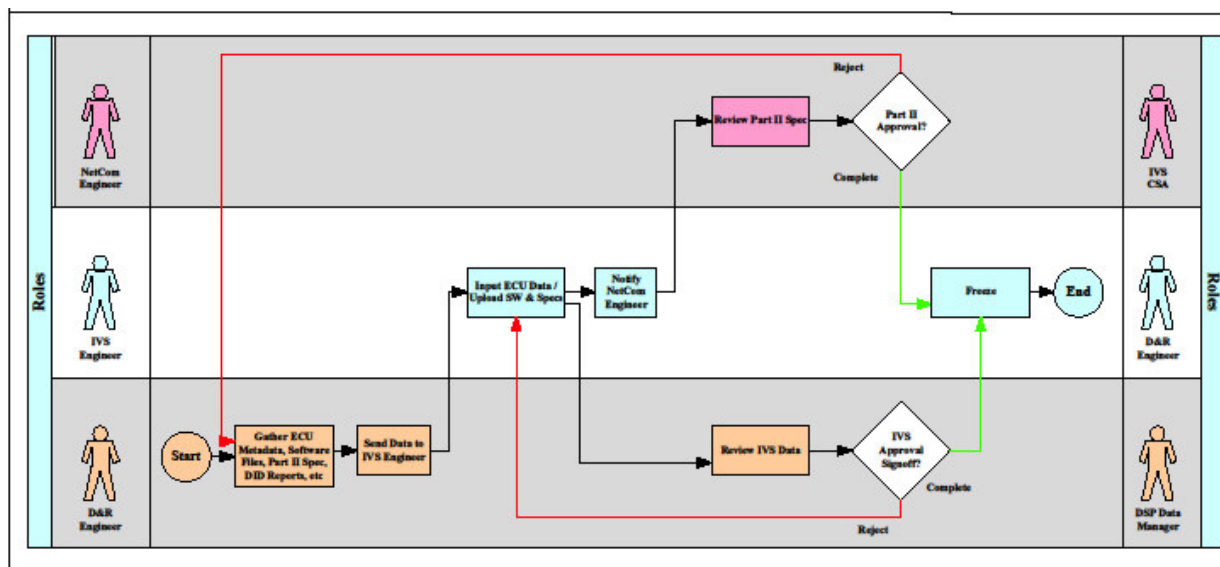 Roles
NetCom
Engineer
Reject
Review Part II Spec
Part II
Approval?
Complete
IVS
CSA
Roles
IVS
Engineer
Input ECU Data /
Upload SW & Specs
Notify
NetCom
Engineer
Freeze
End
D&R
Engineer
D&R
Engineer
Start
Gather ECU
Metadata, Software
Files, Part II Spec,
DID Reports, etc
Send Data to
IVS Engineer
Review IVS Data
IVS
Approval
Signoff?
Complete
Reject
DSP Data
Manager